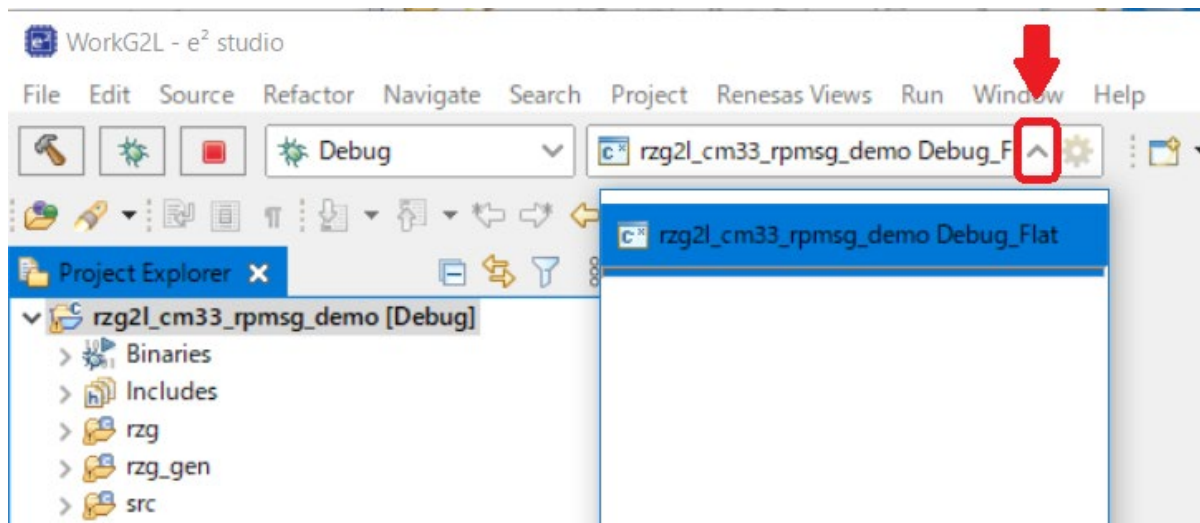 WorkG2L - e² studio
File Edit Source Refactor Navigate Search Project Renesas Views Run Window Help
Debug
rzg2l_cm33_rpmsg_demo Debug_F
rzg2l_cm33_rpmsg_demo Debug_Flat
Project Explorer
rzg2l_cm33_rpmsg_demo [Debug]
Binaries
Includes
rzg
rzg_gen
src